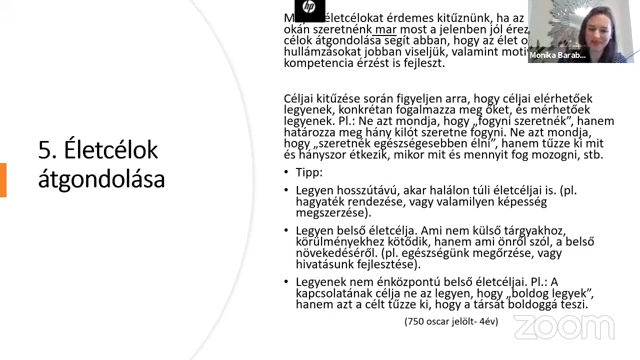 5. Életcélok
átgondolása
életcélokat érdemes kitűznünk, ha az
okán szeretnénk mar most a jelenben jól érez
célok átgondolása segít abban, hogy az élet o
hullámzásokat jobban viseljük, valamint motiv
kompetencia érzést is fejleszt.
Céljai kitűzése során figyeljen arra, hogy céljai elérhetőek
legyenek, konkrétan fogalmazza meg őket, és mérhetőek
legyenek. Pl.: Ne azt mondja, hogy „fogyni szeretnék”, hanem
határozza meg hány kilót szeretne fogyni. Ne azt mondja,
hogy „szeretnék egészségesebben élni”, hanem tűzze ki mit
és hányszor étkezik, mikor mit és mennyit fog mozogni, stb.
• Tipp:
• Legyen hosszútávú, akar halálon túli életcéljai is. (pl.
hagyaték rendezése, vagy valamilyen képesség
megszerzése).
• Legyen belső életcélja. Ami nem külső tárgyakhoz,
körülményekhez kötődik, hanem ami önről szól, a belső
növekedéséről. (pl. egészségünk megőrzése, vagy
hivatásunk fejlesztése).
• Legyenek nem énközpontú belső életcéljai. Pl.: A
kapcsolatának célja ne az legyen, hogy „boldog legyek”,
hanem azt a célt tűzze ki, hogy a társát boldoggá teszi.
(750 oscar jelölt- 4év)
hp
Monika Barab...
zoom